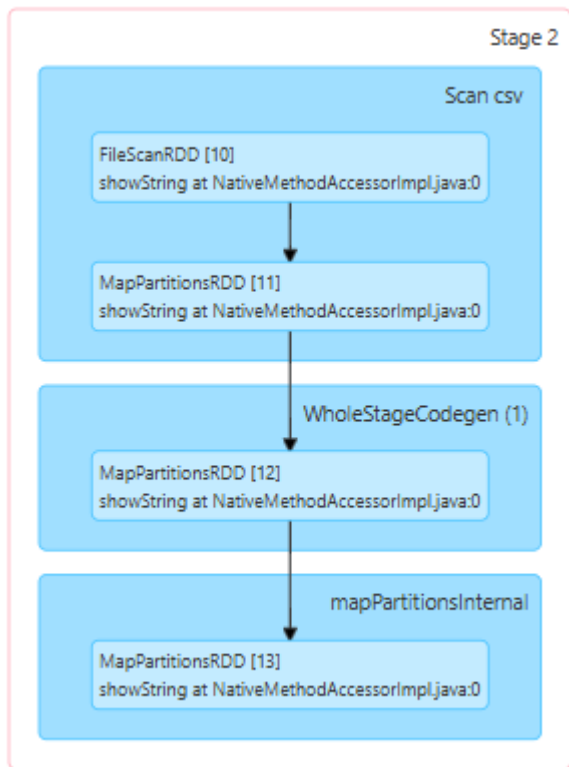 Stage 2
Scan csv
FileScanRDD [10]
showString at NativeMethodAccessorImpl.java:0
MapPartitionsRDD [11]
showString at NativeMethodAccessorImpl.java:0
WholeStageCodegen (1)
MapPartitionsRDD [12]
showString at NativeMethodAccessorImpl.java:0
mapPartitionsInternal
MapPartitionsRDD [13]
showString at NativeMethodAccessorImpl.java:0